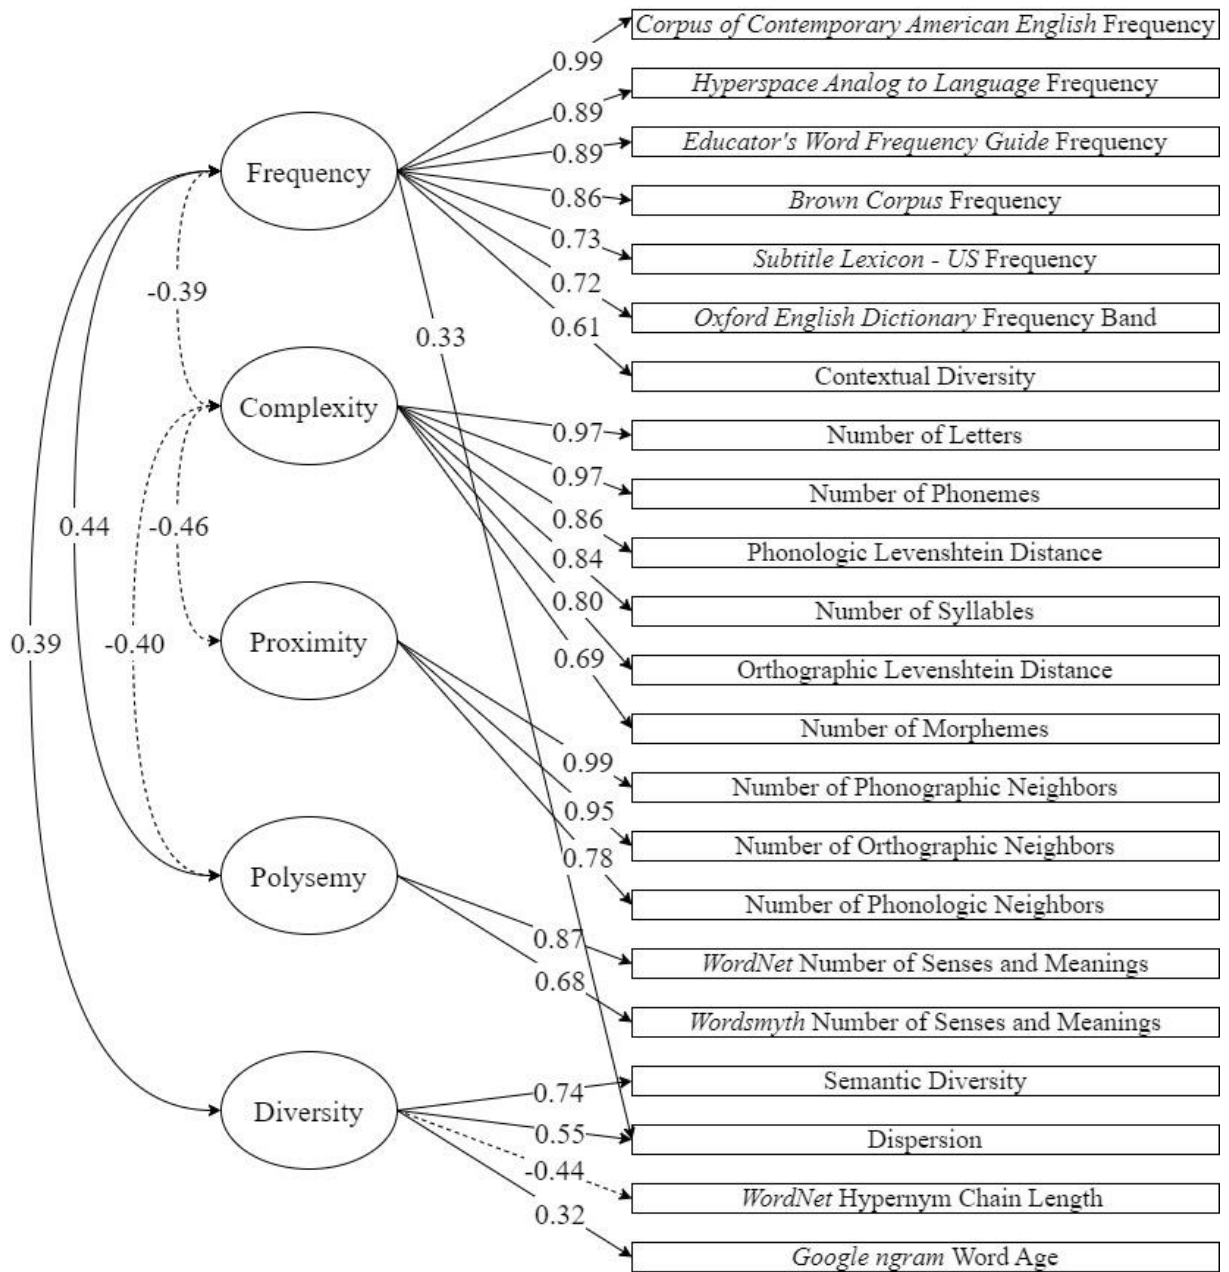 Corpus of Contemporary American English Frequency
0.99
Hyperspace Analog to Language Frequency
0.89
Educator's Word Frequency Guide Frequency
0.89
Frequency
Brown Corpus Frequency
0.86
0.73
Subtitle Lexicon - US Frequency
0.72
-0.39
Oxford English Dictionary Frequency Band
0.61
0.33
Contextual Diversity
Complexity
0.97
Number of Letters
0.97
Number of Phonemes
0.86
0.44
-0.46
Phonologic Levenshtein Distance
0.84
0.80
Number of Syllables
0.39
-0.40
Proximity
0.69
Orthographic Levenshtein Distance
Number of Morphemes
0.99
Number of Phonographic Neighbors
0.95
Number of Orthographic Neighbors
0.78
Polysemy
Number of Phonologic Neighbors
0.87
WordNet Number of Senses and Meanings
0.68
Wordsmyth Number of Senses and Meanings
Semantic Diversity
0.74
Diversity
0.55
Dispersion
-0.44
WordNet Hypernym Chain Length
0.32
Google ngram Word Age